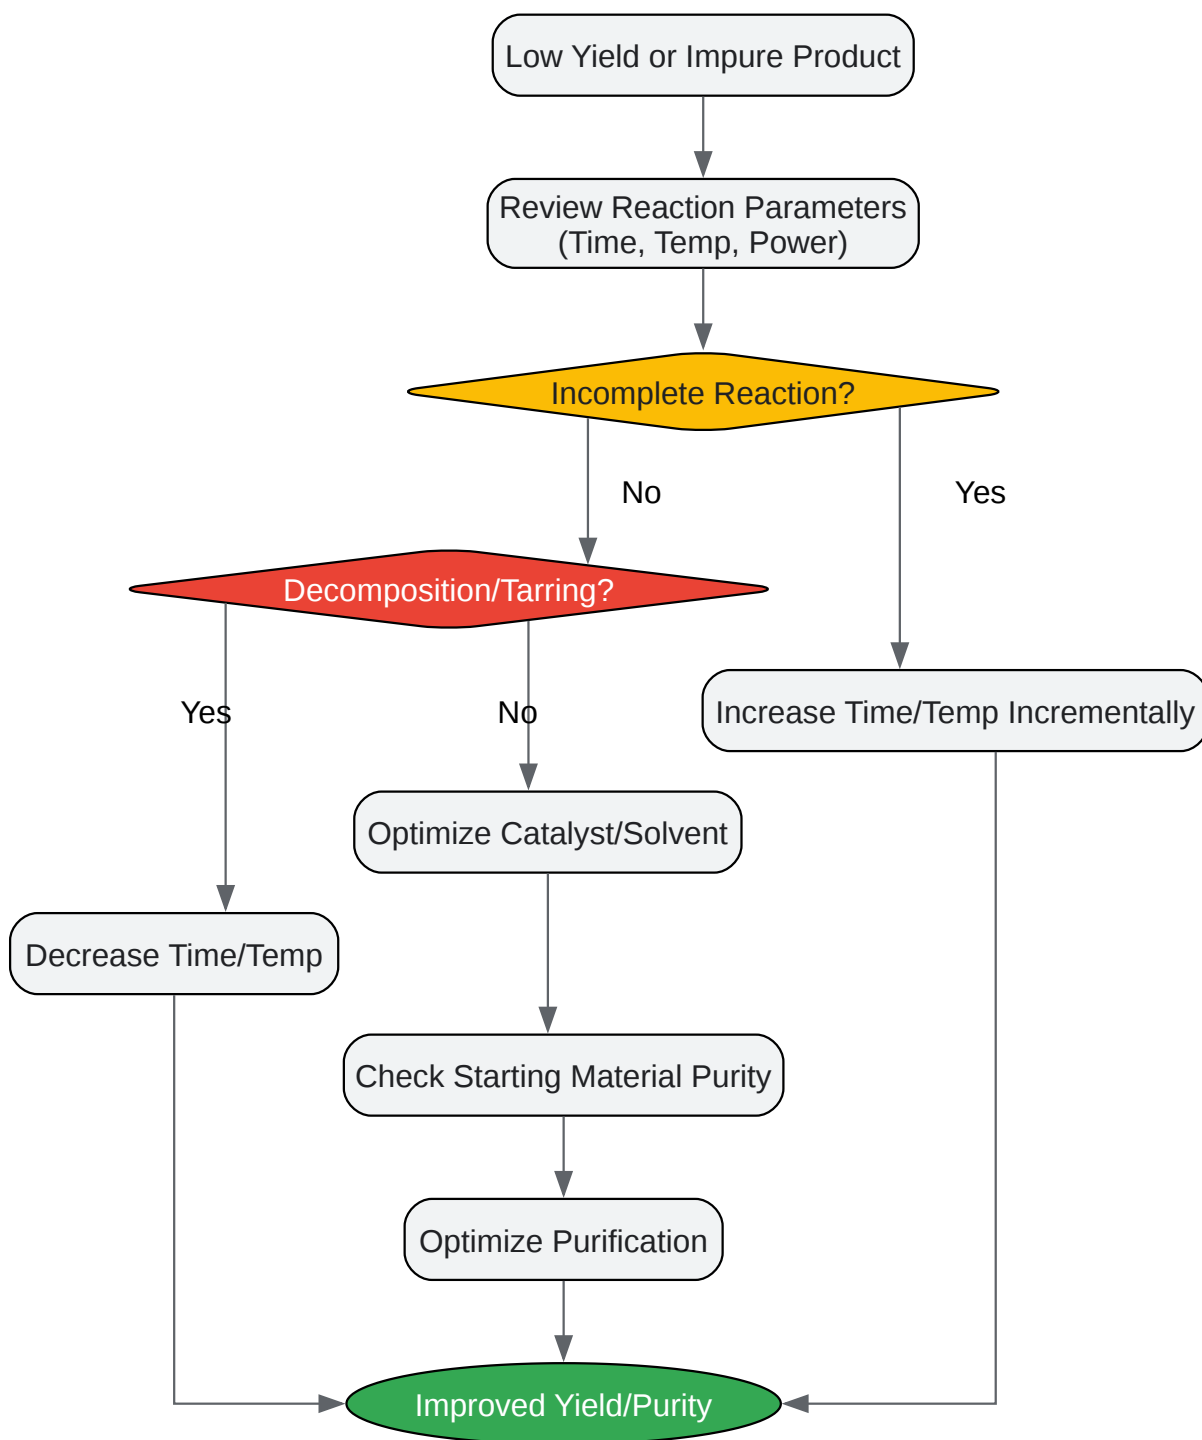 Low Yield or Impure Product
Review Reaction Parameters
(Time, Temp, Power)
Incomplete Reaction?
No
Yes
Decomposition/Tarring?
Yes
No
Increase Time/Temp Incrementally
Optimize Catalyst/Solvent
Decrease Time/Temp
Check Starting Material Purity
Optimize Purification
Improved Yield/Purity